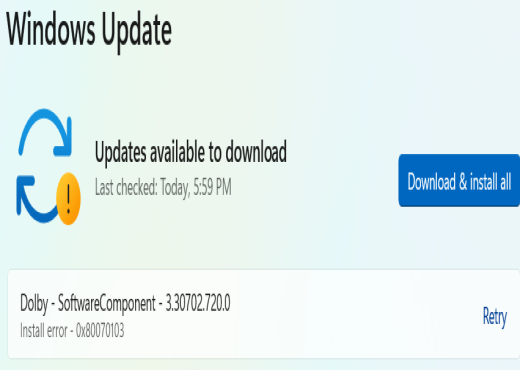 Windows Update
Updates available to download
Last checked: Today, 5:59 PM
Download & install all
Dolby - SoftwareComponent - 3.30702.720.0
Install error - 0x80070103
Retry